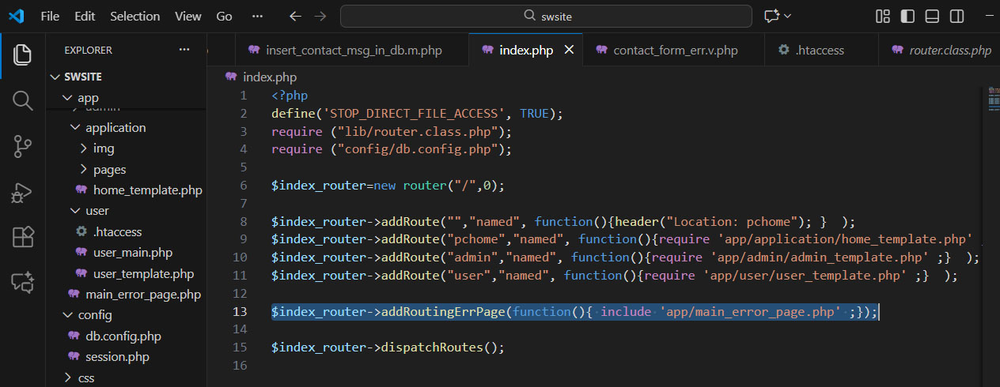 File Edit Selection View Go ··· swsite
EXPLORER ···
insert_contact_msg_in_db.m.php index.php contact_form_err.v.php .htaccess router.class.php
SWSITE
app
admin
application
img
pages
home_template.php
user
.htaccess
user_main.php
user_template.php
main_error_page.php
config
db.config.php
session.php
css
index.php
1 <?php
2 define('STOP_DIRECT_FILE_ACCESS', TRUE);
3 require ("lib/router.class.php");
4 require ("config/db.config.php");
5
6 $index_router=new router("/",0);
7
8 $index_router->addRoute("","named", function(){header("Location: pchome"); }  );
9 $index_router->addRoute("pchome","named", function(){require 'app/application/home_template.php'
10 $index_router->addRoute("admin","named", function(){require 'app/admin/admin_template.php' ;}  );
11 $index_router->addRoute("user","named", function(){require 'app/user/user_template.php' ;}  );
12
13 $index_router->addRoutingErrPage(function(){ include 'app/main_error_page.php' ;});
14
15 $index_router->dispatchRoutes();
16